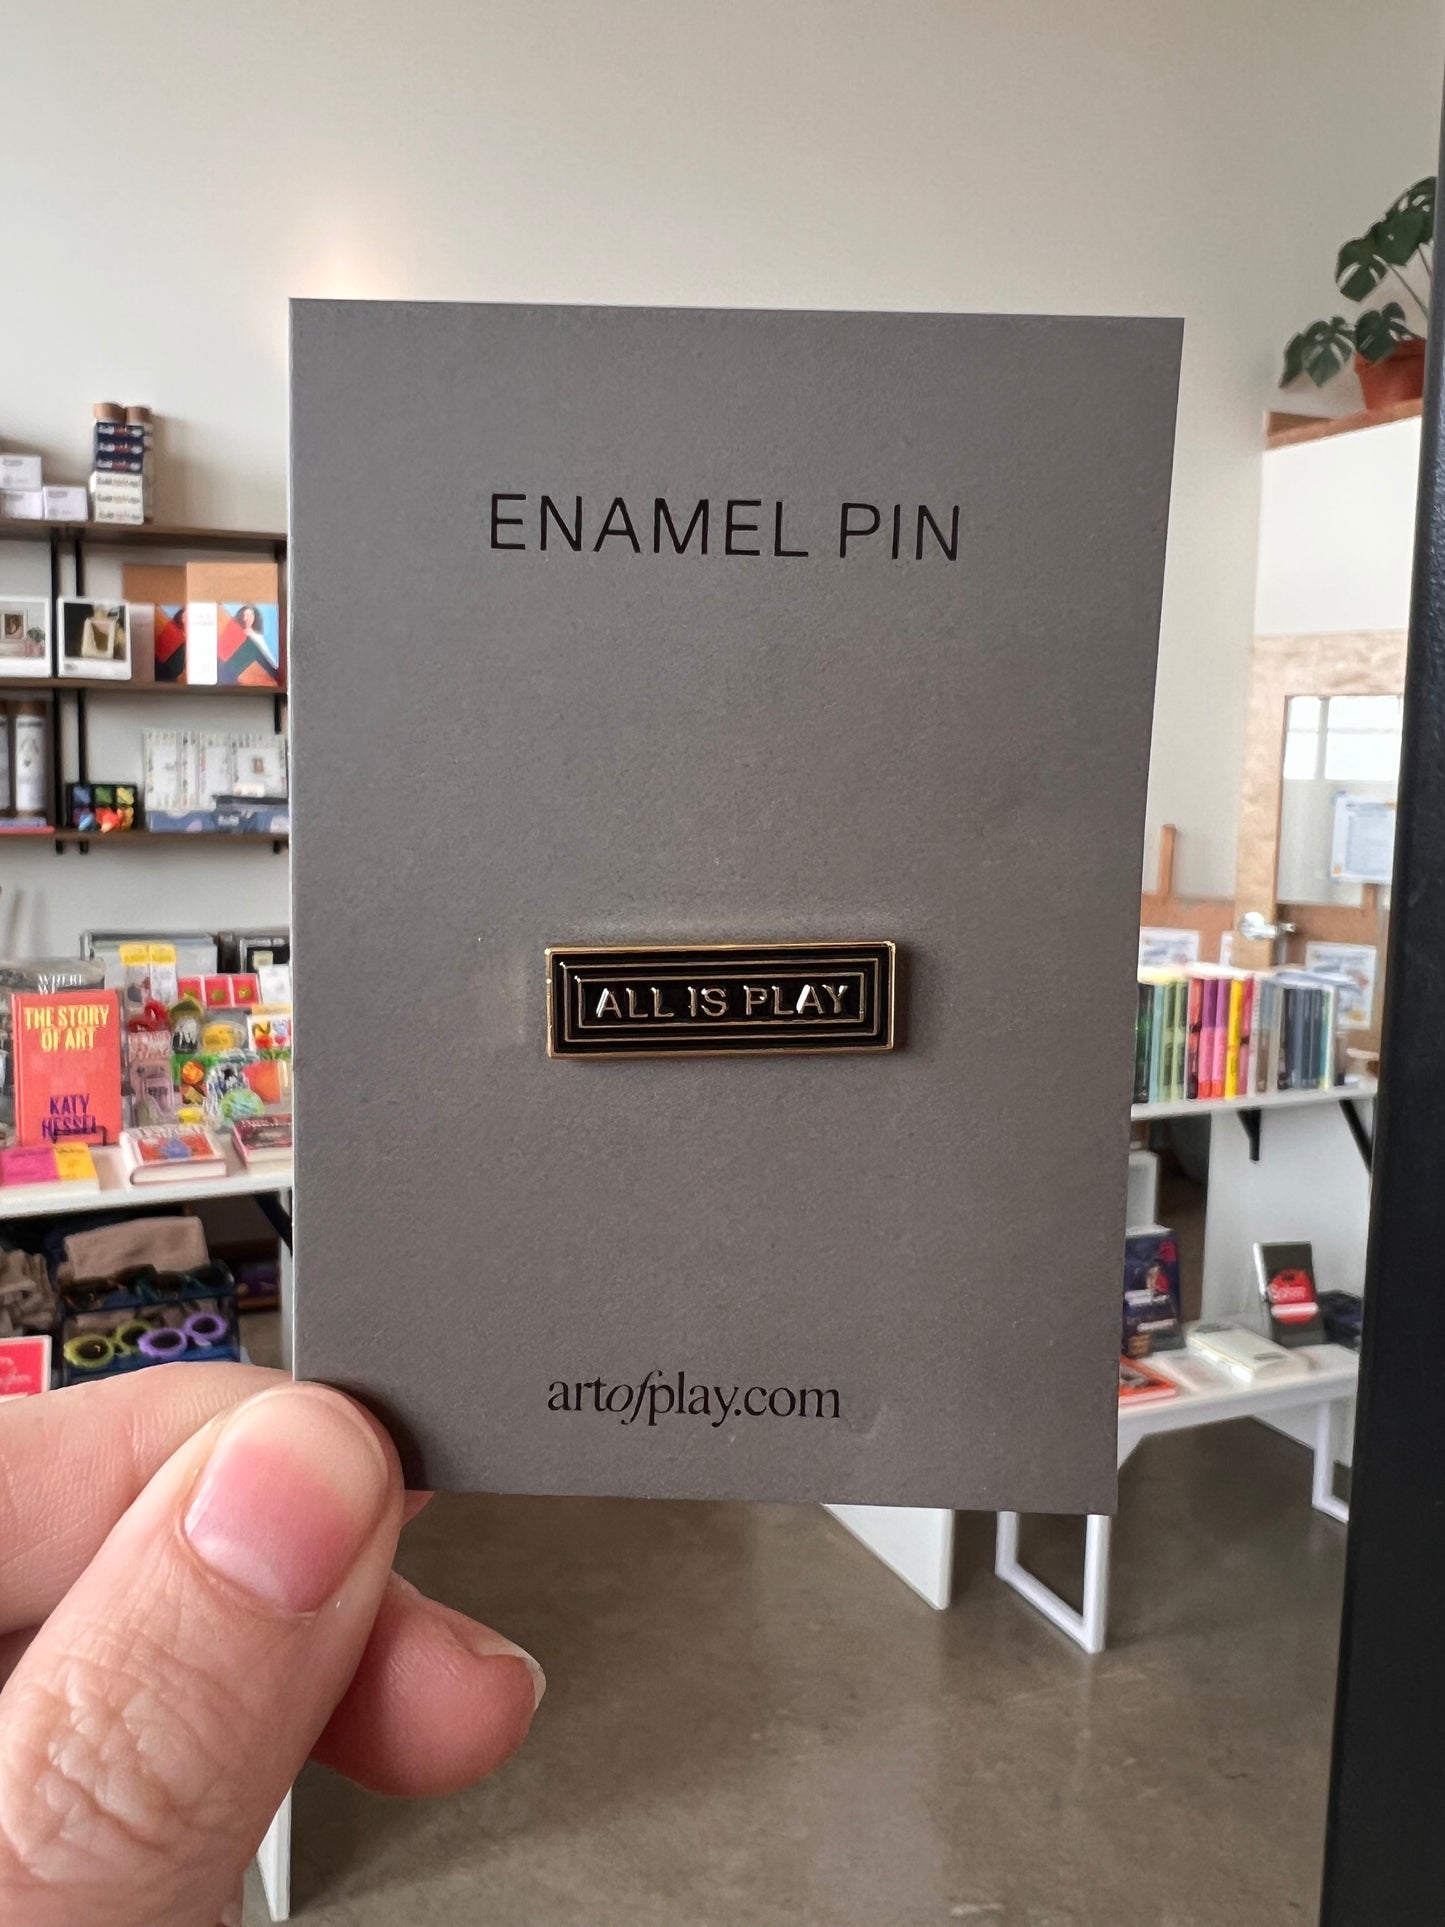 ENAMEL PIN
ALL IS PLAY
artofplay.com
THE STORY
OF ART
KATY
HESSEL